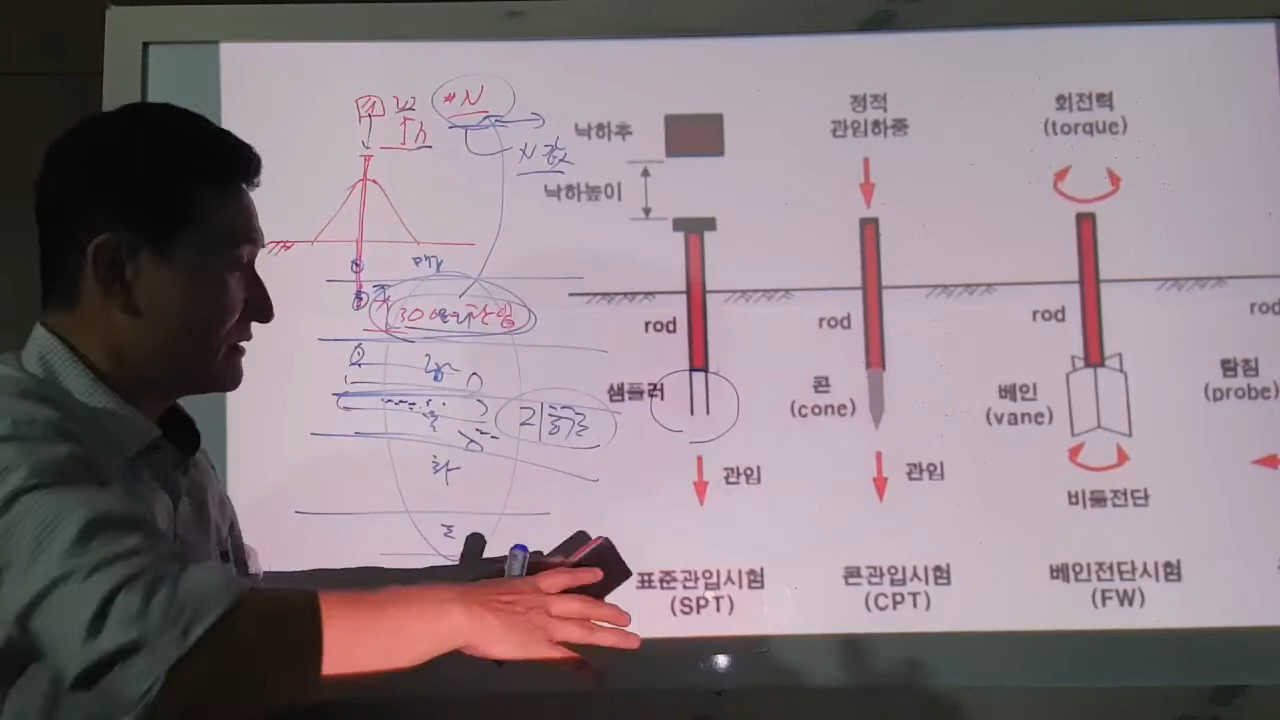 #N
h
N값
30cm관입
낙하추
낙하높이
rod
샘플러
관입
표준관입시험
(SPT)
정적
관입하중
rod
콘
(cone)
관입
콘관입시험
(CPT)
회전력
(torque)
rod
베인
(vane)
비틂전단
베인전단시험
(FW)
rod
탐침
(probe)